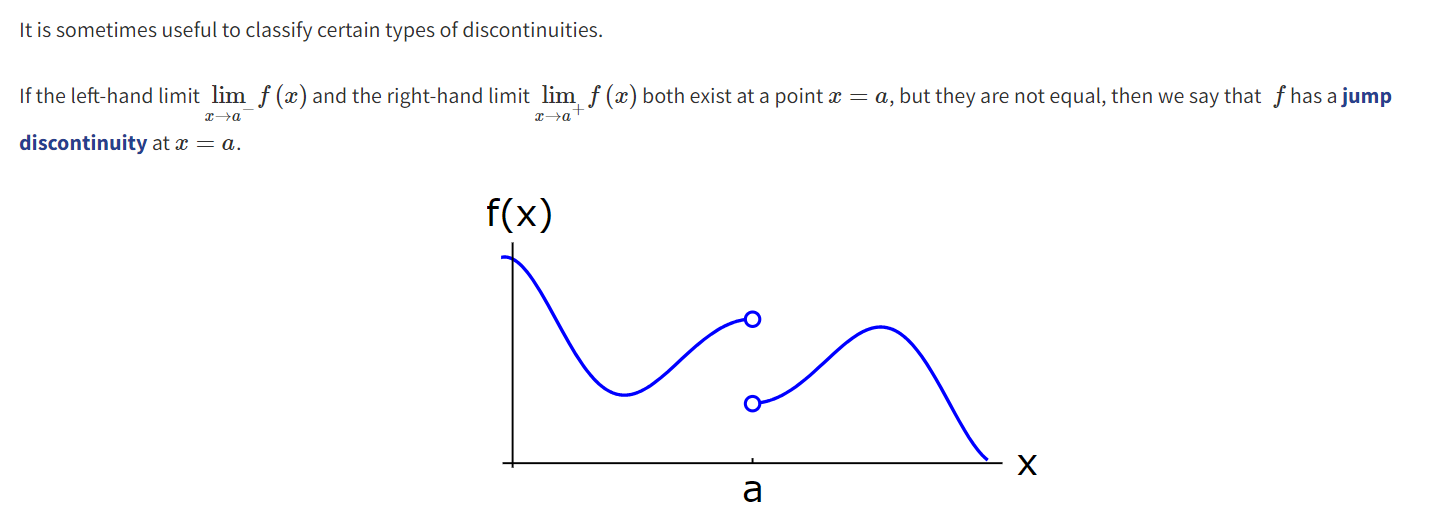 It is sometimes useful to classify certain types of discontinuities.
If the left-hand limit lim_{x→a⁻} f (x) and the right-hand limit lim_{x→a⁺} f (x) both exist at a point x = a, but they are not equal, then we say that f has a jump
discontinuity at x = a.
f(x)
x
a